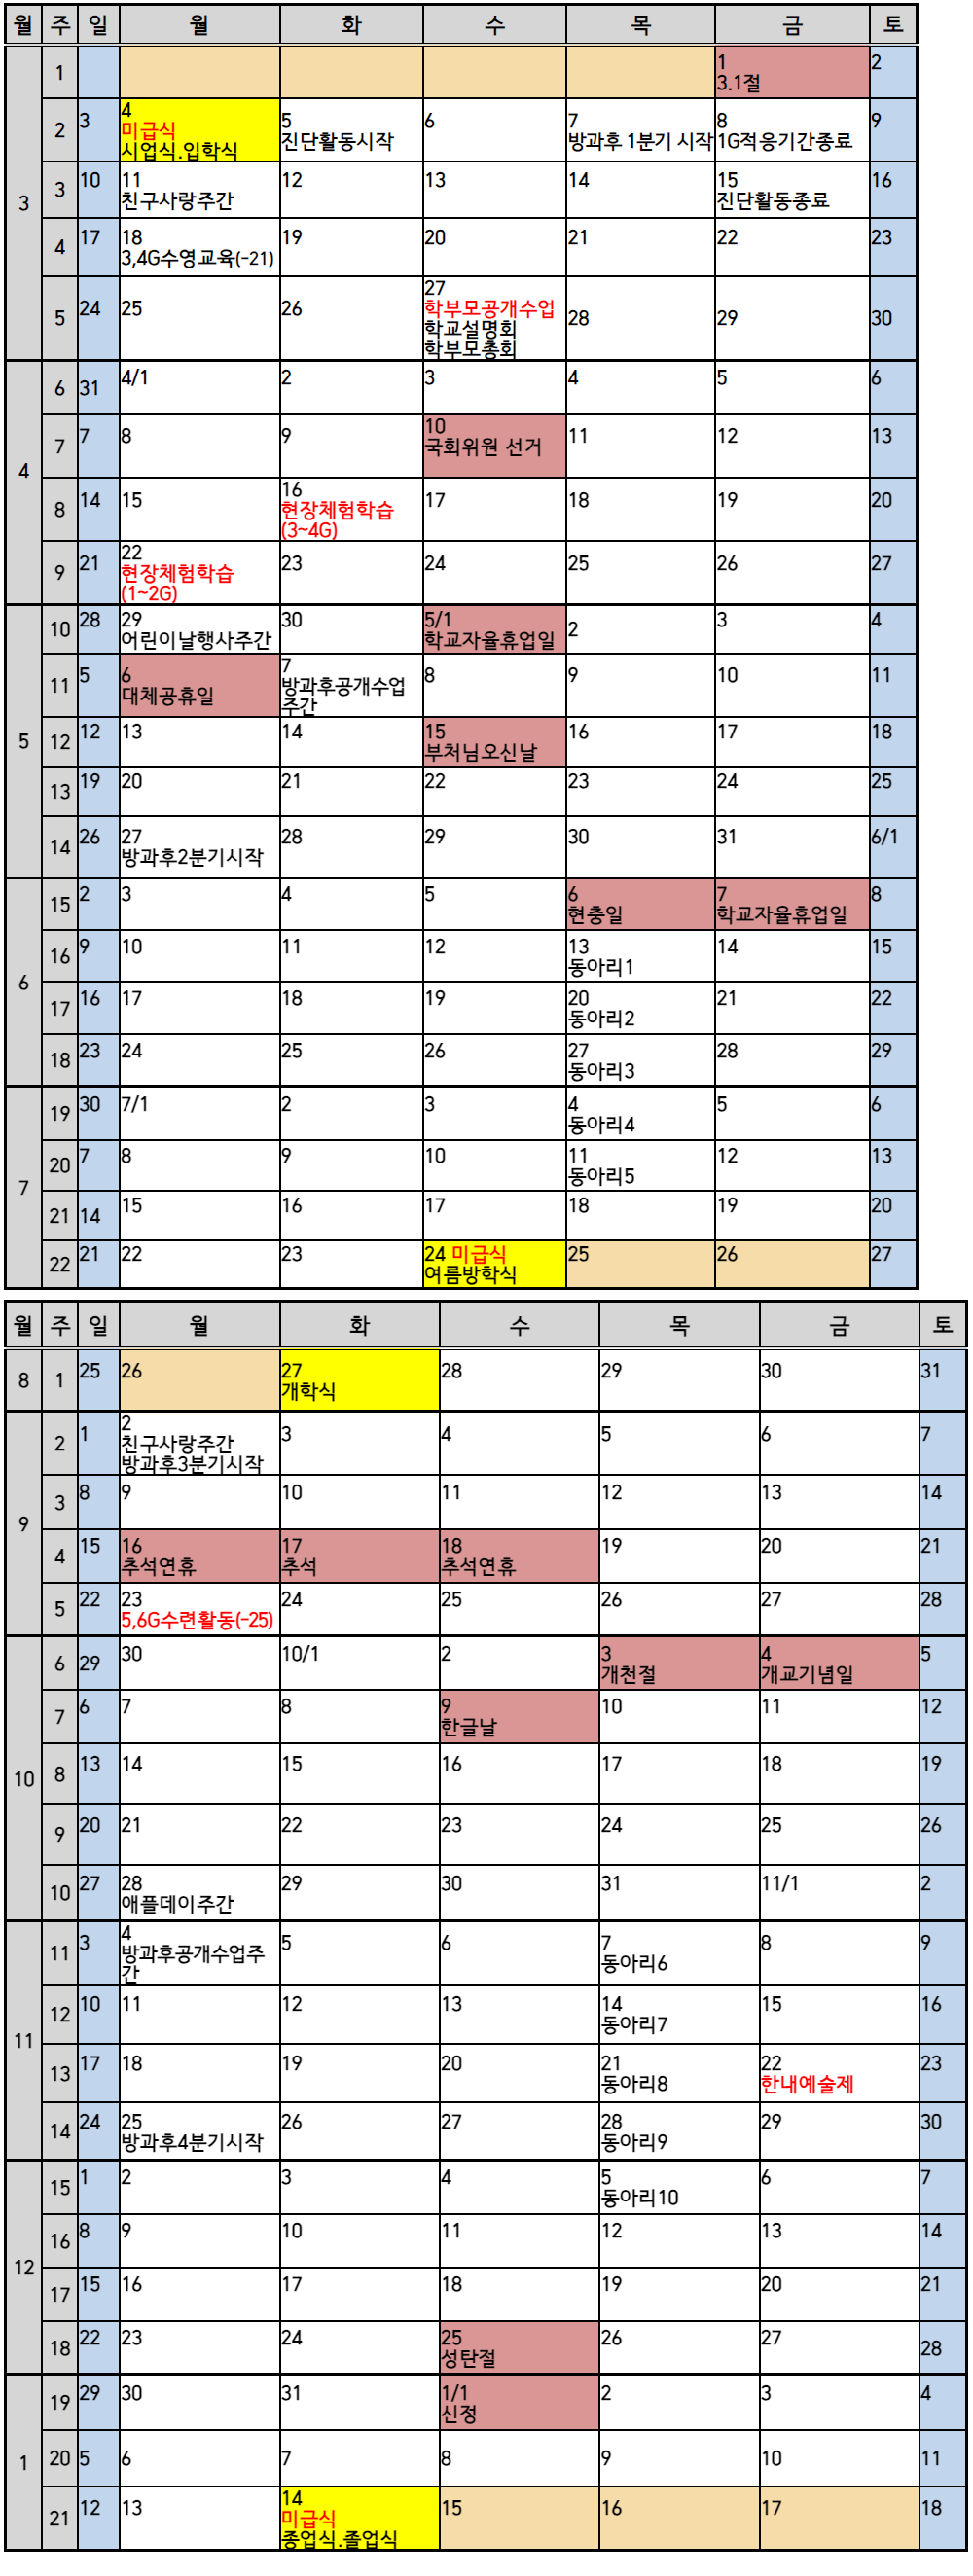 월 주 일 월 화 수 목 금 토
3 1 1 2
3.1절
2 3 4 5 6 7 8 9
미급식
시업식.입학식 진단활동시작 방과후 1분기 시작 1G적응기간종료
3 10 11 12 13 14 15 16
친구사랑주간 진단활동종료
4 17 18 19 20 21 22 23
3,4G수영교육(-21)
5 24 25 26 27 28 29 30
학부모공개수업
학교설명회
학부모총회
4 6 31 4/1 2 3 4 5 6
7 7 8 9 10 11 12 13
국회위원 선거
8 14 15 16 17 18 19 20
현장체험학습
(3~4G)
9 21 22 23 24 25 26 27
현장체험학습
(1~2G)
5 10 28 29 30 5/1 2 3 4
어린이날행사주간 학교자율휴업일
11 5 6 7 8 9 10 11
대체공휴일 방과후공개수업
주간
12 12 13 14 15 16 17 18
부처님오신날
13 19 20 21 22 23 24 25
14 26 27 28 29 30 31 6/1
방과후2분기시작
6 15 2 3 4 5 6 7 8
현충일 학교자율휴업일
16 9 10 11 12 13 14 15
동아리1
17 16 17 18 19 20 21 22
동아리2
18 23 24 25 26 27 28 29
동아리3
7 19 30 7/1 2 3 4 5 6
동아리4
20 7 8 9 10 11 12 13
동아리5
21 14 15 16 17 18 19 20
22 21 22 23 24 미급식 25 26 27
여름방학식
월 주 일 월 화 수 목 금 토
8 1 25 26 27 28 29 30 31
개학식
9 2 1 2 3 4 5 6 7
친구사랑주간
방과후3분기시작
3 8 9 10 11 12 13 14
4 15 16 17 18 19 20 21
추석연휴 추석 추석연휴
5 22 23 24 25 26 27 28
5,6G수련활동(-25)
10 6 29 30 10/1 2 3 4 5
개천절 개교기념일
7 6 7 8 9 10 11 12
한글날
8 13 14 15 16 17 18 19
9 20 21 22 23 24 25 26
10 27 28 29 30 31 11/1 2
애플데이주간
11 11 3 4 5 6 7 8 9
방과후공개수업주
간 동아리6
12 10 11 12 13 14 15 16
동아리7
13 17 18 19 20 21 22 23
동아리8 한내예술제
14 24 25 26 27 28 29 30
방과후4분기시작 동아리9
12 15 1 2 3 4 5 6 7
동아리10
16 8 9 10 11 12 13 14
17 15 16 17 18 19 20 21
18 22 23 24 25 26 27 28
성탄절
1 19 29 30 31 1/1 2 3 4
신정
20 5 6 7 8 9 10 11
21 12 13 14 15 16 17 18
미급식
종업식.졸업식